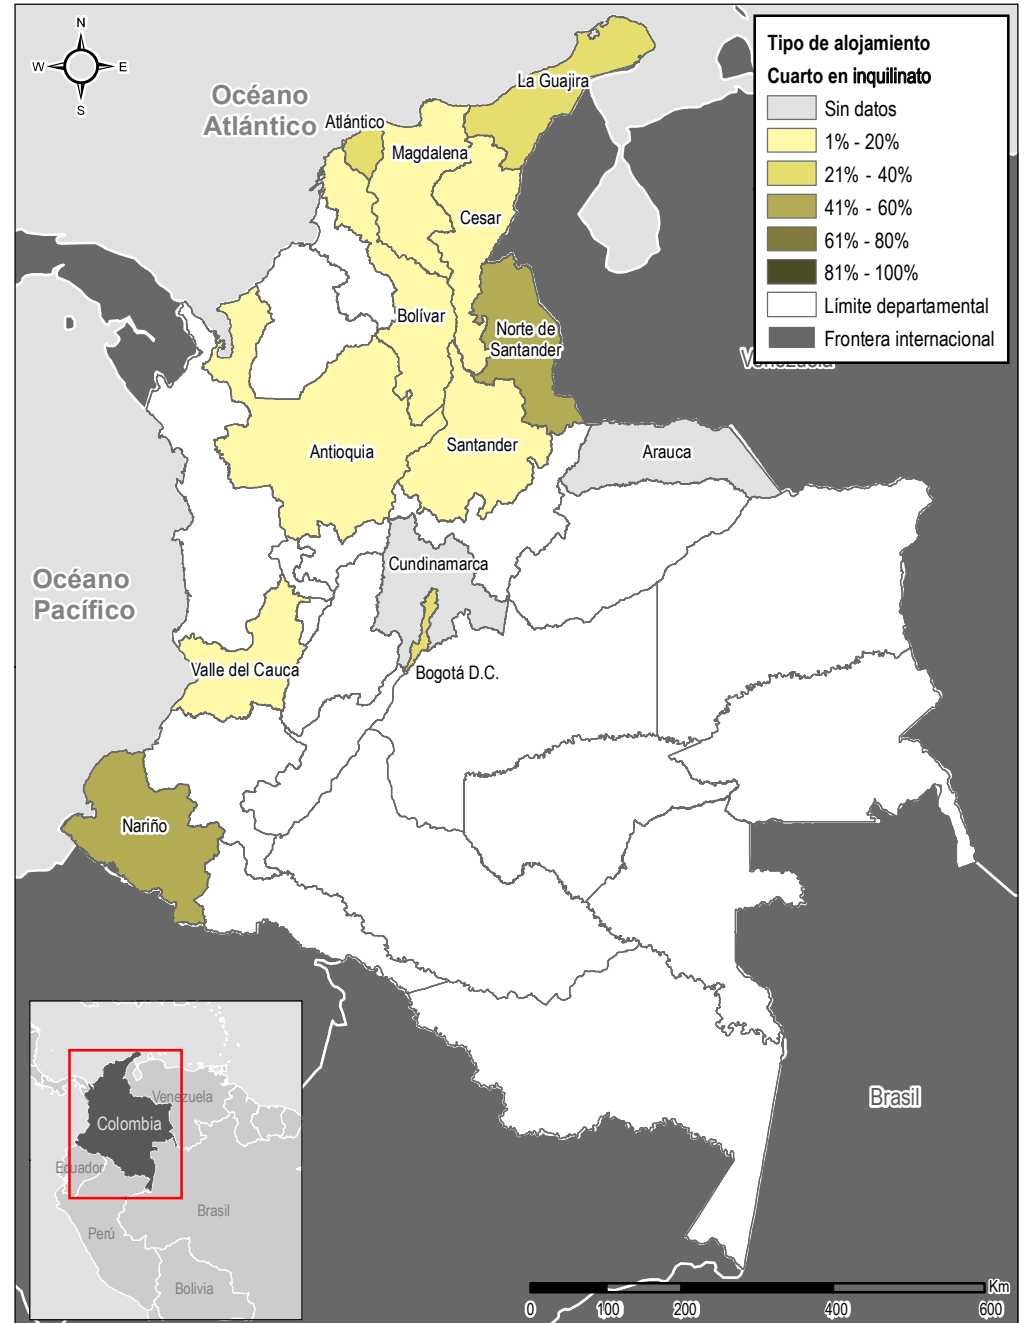 N
W
E
S
Océano
Atlántico
Tipo de alojamiento
Cuarto en inquilinato
Sin datos
1% - 20%
21% - 40%
41% - 60%
61% - 80%
81% - 100%
Límite departamental
Frontera internacional
La Guajira
Atlántico
Magdalena
Cesar
Bolívar
Norte de
Santander
Venezuela
Antioquia
Santander
Arauca
Cundinamarca
Océano
Pacífico
Valle del Cauca
Bogotá D.C.
Nariño
Brasil
Venezuela
Colombia
Ecuador
Brasil
Perú
Bolivia
Km
0
100
200
400
600